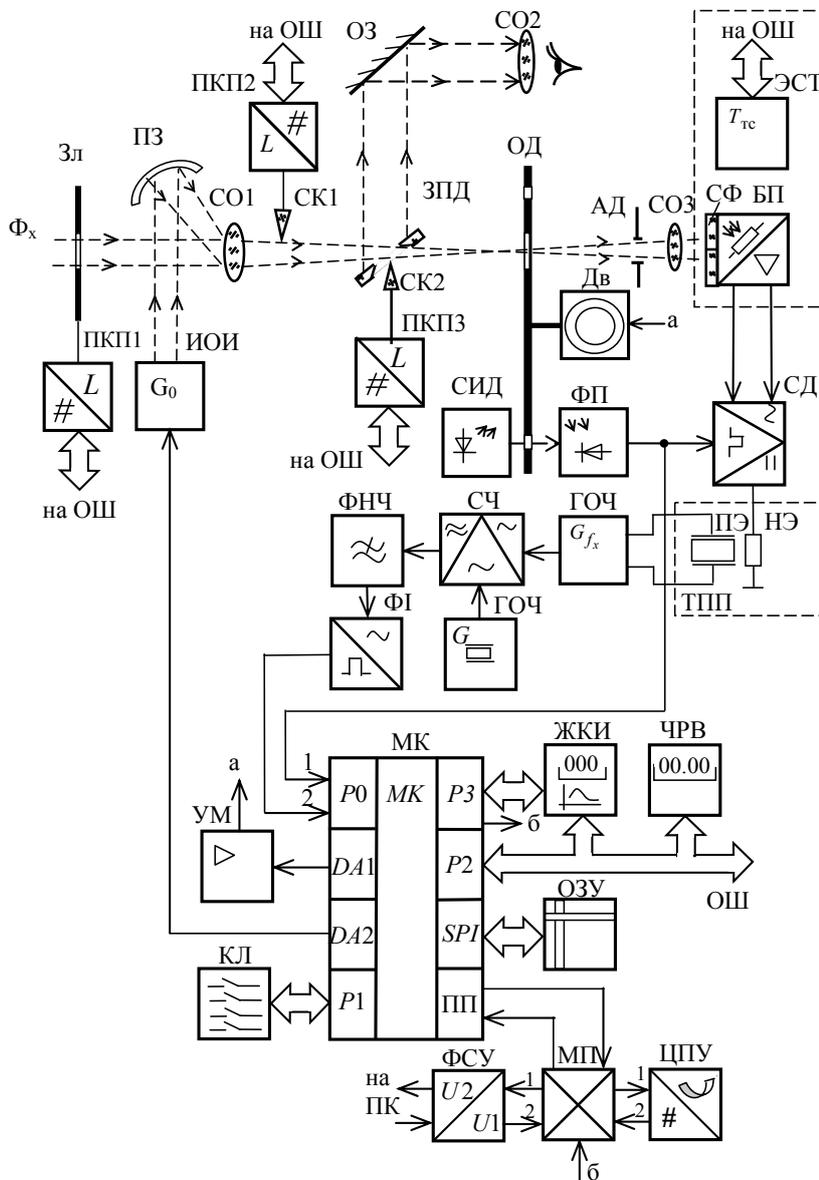 на ОШ
ОЗ
СО2
на ОШ
ПКП2
ЭСТ
#
L
Tтс
Зл
ПЗ
СО1
СК1
ЗПД
ОД
АД
СО3
СФ
БП
Фх
СК2
Дв
ПКП1
ИОИ
ПКП3
а
L
#
G0
L
#
СИД
ФП
СД
на ОШ
на ОШ
ФНЧ
СЧ
ГОЧ
ПЭ
НЭ
Gfx
ФІ
ГОЧ
ТПП
G
МК
ЖКИ
ЧРВ
а
1
P0
MK
P3
000
00.00
2
б
УМ
DA1
P2
ОШ
ОЗУ
DA2
SPI
КЛ
P1
ПП
ФСУ
МП
ЦПУ
на
ПК
U2
U1
1
2
1
2
#
б